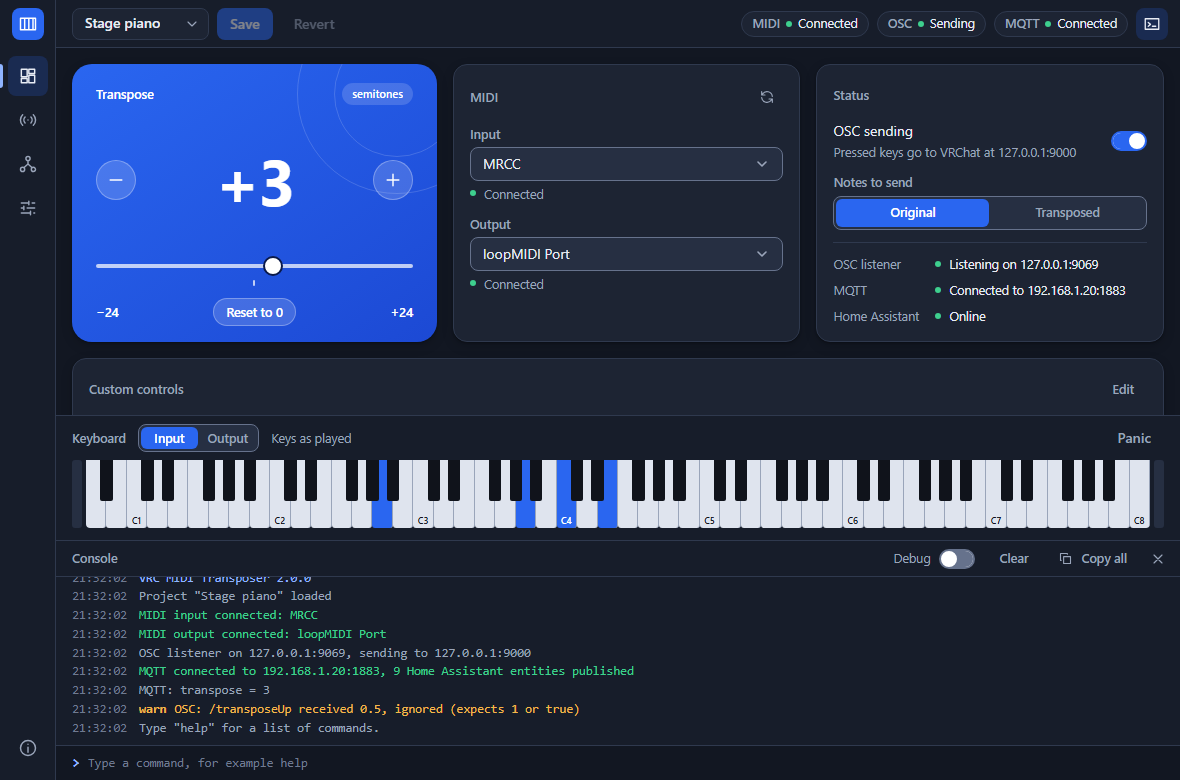 Stage piano
Save
Revert
MIDI Connected
OSC Sending
MQTT Connected
Transpose
semitones
+3
−24
Reset to 0
+24
MIDI
Input
MRCC
Connected
Output
loopMIDI Port
Connected
Status
OSC sending
Pressed keys go to VRChat at 127.0.0.1:9000
Notes to send
Original
Transposed
OSC listener Listening on 127.0.0.1:9069
MQTT Connected to 192.168.1.20:1883
Home Assistant Online
Custom controls
Edit
Keyboard
Input
Output
Keys as played
Panic
C1 C2 C3 C4 C5 C6 C7 C8
Console
Debug
Clear
Copy all
21:32:02 VRC MIDI Transposer 2.0.0
21:32:02 Project "Stage piano" loaded
21:32:02 MIDI input connected: MRCC
21:32:02 MIDI output connected: loopMIDI Port
21:32:02 OSC listener on 127.0.0.1:9069, sending to 127.0.0.1:9000
21:32:02 MQTT connected to 192.168.1.20:1883, 9 Home Assistant entities published
21:32:02 MQTT: transpose = 3
21:32:02 warn OSC: /transposeUp received 0.5, ignored (expects 1 or true)
21:32:02 Type "help" for a list of commands.
Type a command, for example help